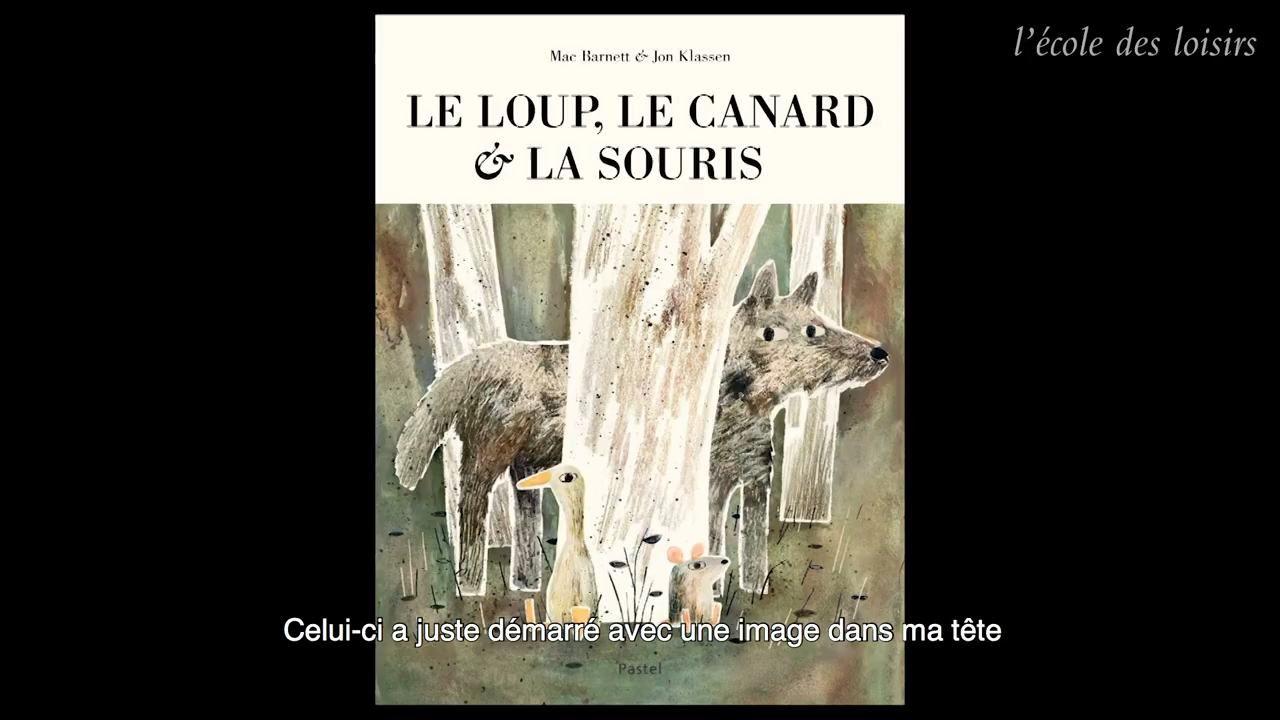 l'école des loisirs
Mac Barnett & Jon Klassen
LE LOUP, LE CANARD
& LA SOURIS
Celui-ci a juste démarré avec une image dans ma tête
Pastel